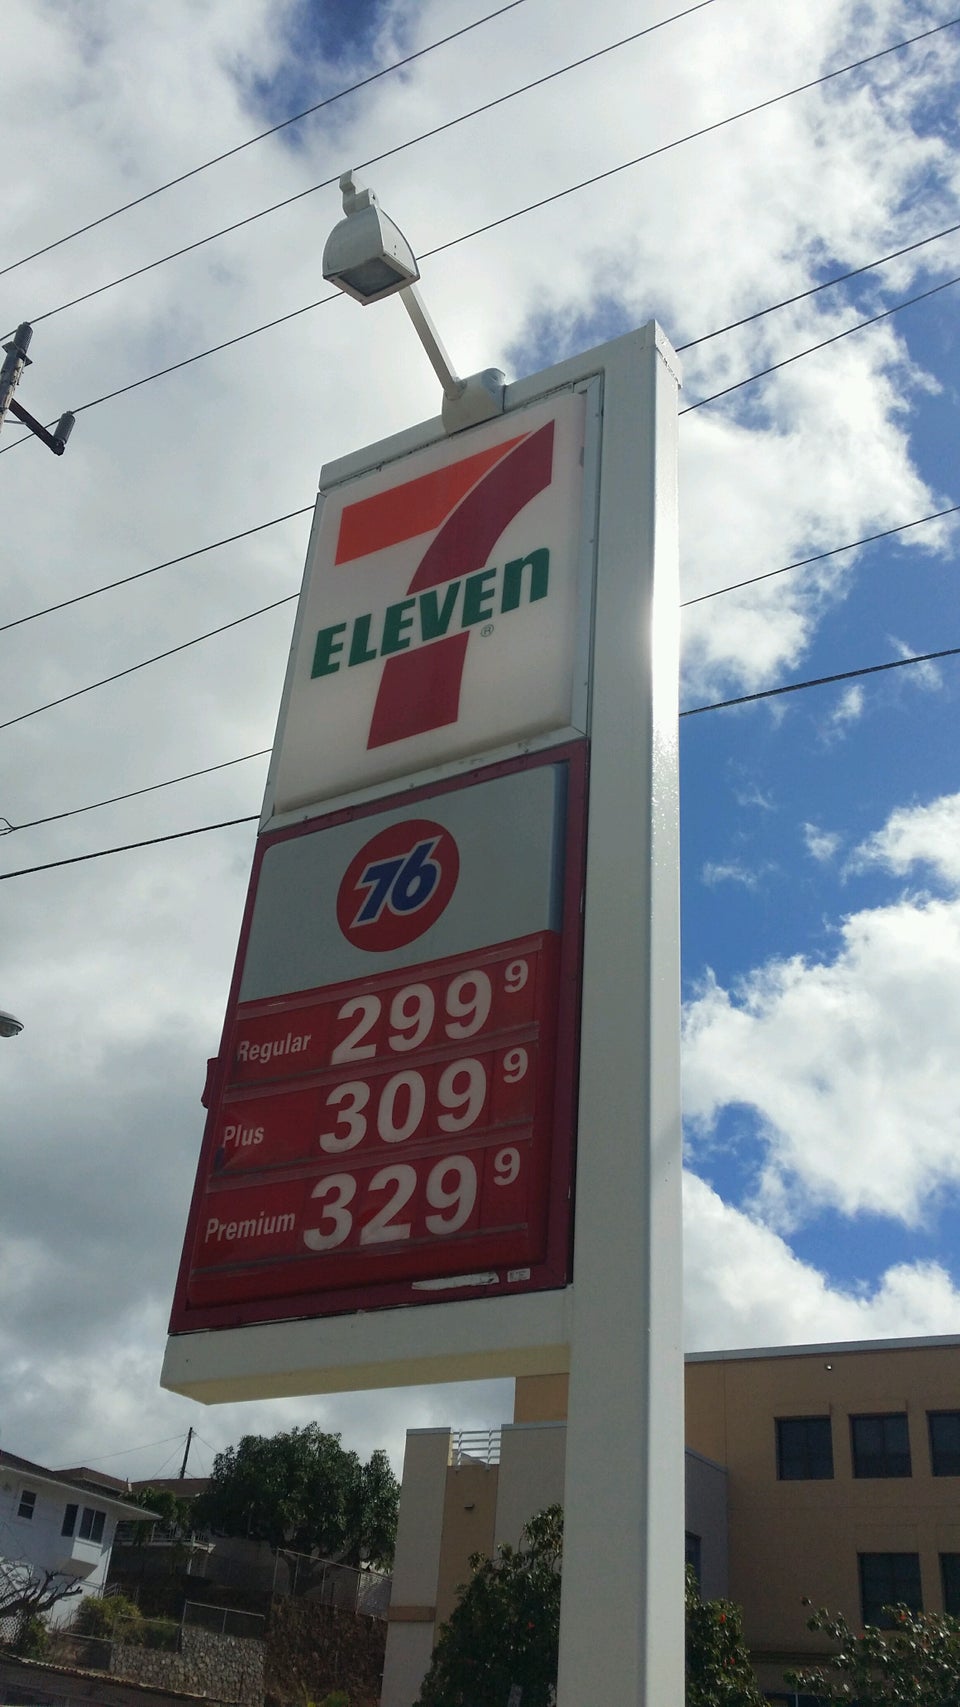 7
ELEVEn
®
76
Regular 299 9
Plus 309 9
Premium 329 9